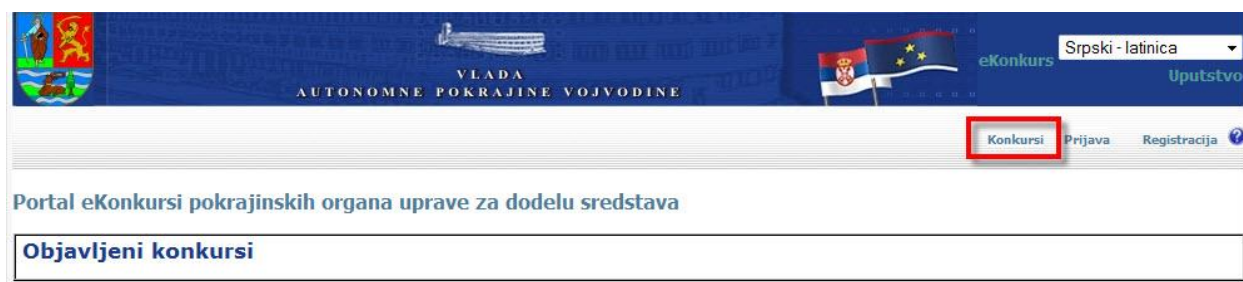 VLADA
AUTONOMNE POKRAJINE VOJVODINE
eKonkurs
Srpski - latinica
Uputstvo
Konkursi Prijava Registracija ?
Portal eKonkursi pokrajinskih organa uprave za dodelu sredstava
Objavljeni konkursi